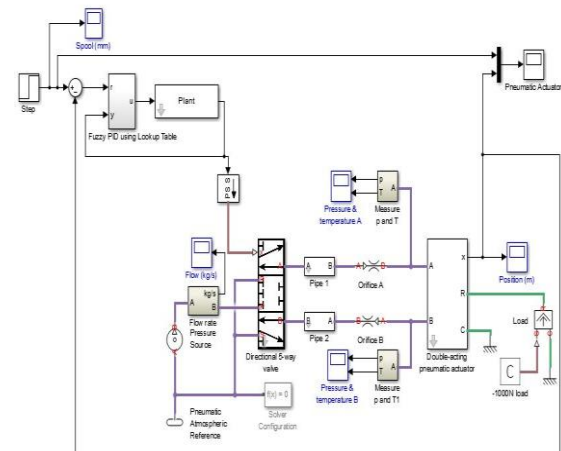 Spool (mm)
Step
r
y
u
Fuzzy PID using Lookup Table
Plant
Pneumatic Actuator
S PS
Pressure &
temperature A
p
T
A
Measure
p and T
Flow (kg/s)
kg/s
A
B
Flow rate
Pressure
Source
Directional 5-way
valve
A
B
Pipe 1
A
B
Orifice A
A
B
Pipe 2
A
B
Orifice B
A
B
x
R
C
Double-acting
pneumatic actuator
Position (m)
Load
C
-1000N load
Pressure &
temperature B
p
T
A
Measure
p and T1
f(x) = 0
Solver
Configuration
Pneumatic
Atmospheric
Reference